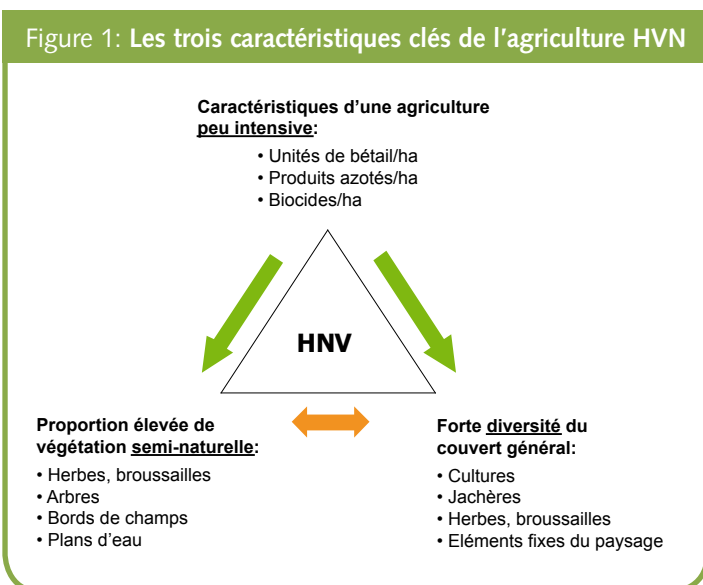 Figure 1: Les trois caractéristiques clés de l'agriculture HVN
Caractéristiques d'une agriculture
peu intensive:
• Unités de bétail/ha
• Produits azotés/ha
• Biocides/ha
HNV
Proportion élevée de
végétation semi-naturelle:
• Herbes, broussailles
• Arbres
• Bords de champs
• Plans d'eau
Forte diversité du
couvert général:
• Cultures
• Jachères
• Herbes, broussailles
• Eléments fixes du paysage